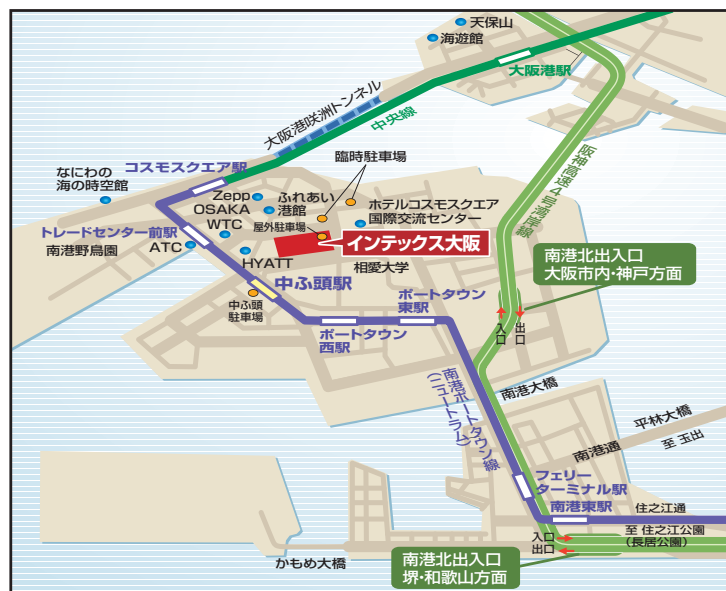 天保山
海遊館
大阪港駅
大阪港咲洲トンネル
中央線
阪神高速4号湾岸線
なにわの
海の時空館
コスモスクエア駅
臨時駐車場
Zepp
OSAKA
ふれあい
港館
ホテルコスモスクエア
国際交流センター
WTC
屋外駐車場
トレードセンター前駅
南港野鳥園
ATC
インテックス大阪
HYATT
相愛大学
南港北出入口
大阪市内・神戸方面
中ふ頭駅
中ふ頭
駐車場
ポートタウン
東駅
ポートタウン
西駅
入口
出口
南港ポートタウン線
(ニュートラム)
南港大橋
平林大橋
至 玉出
南港通
フェリー
ターミナル駅
南港東駅
住之江通
至 住之江公園
(長居公園)
入口
出口
かもめ大橋
南港北出入口
堺・和歌山方面